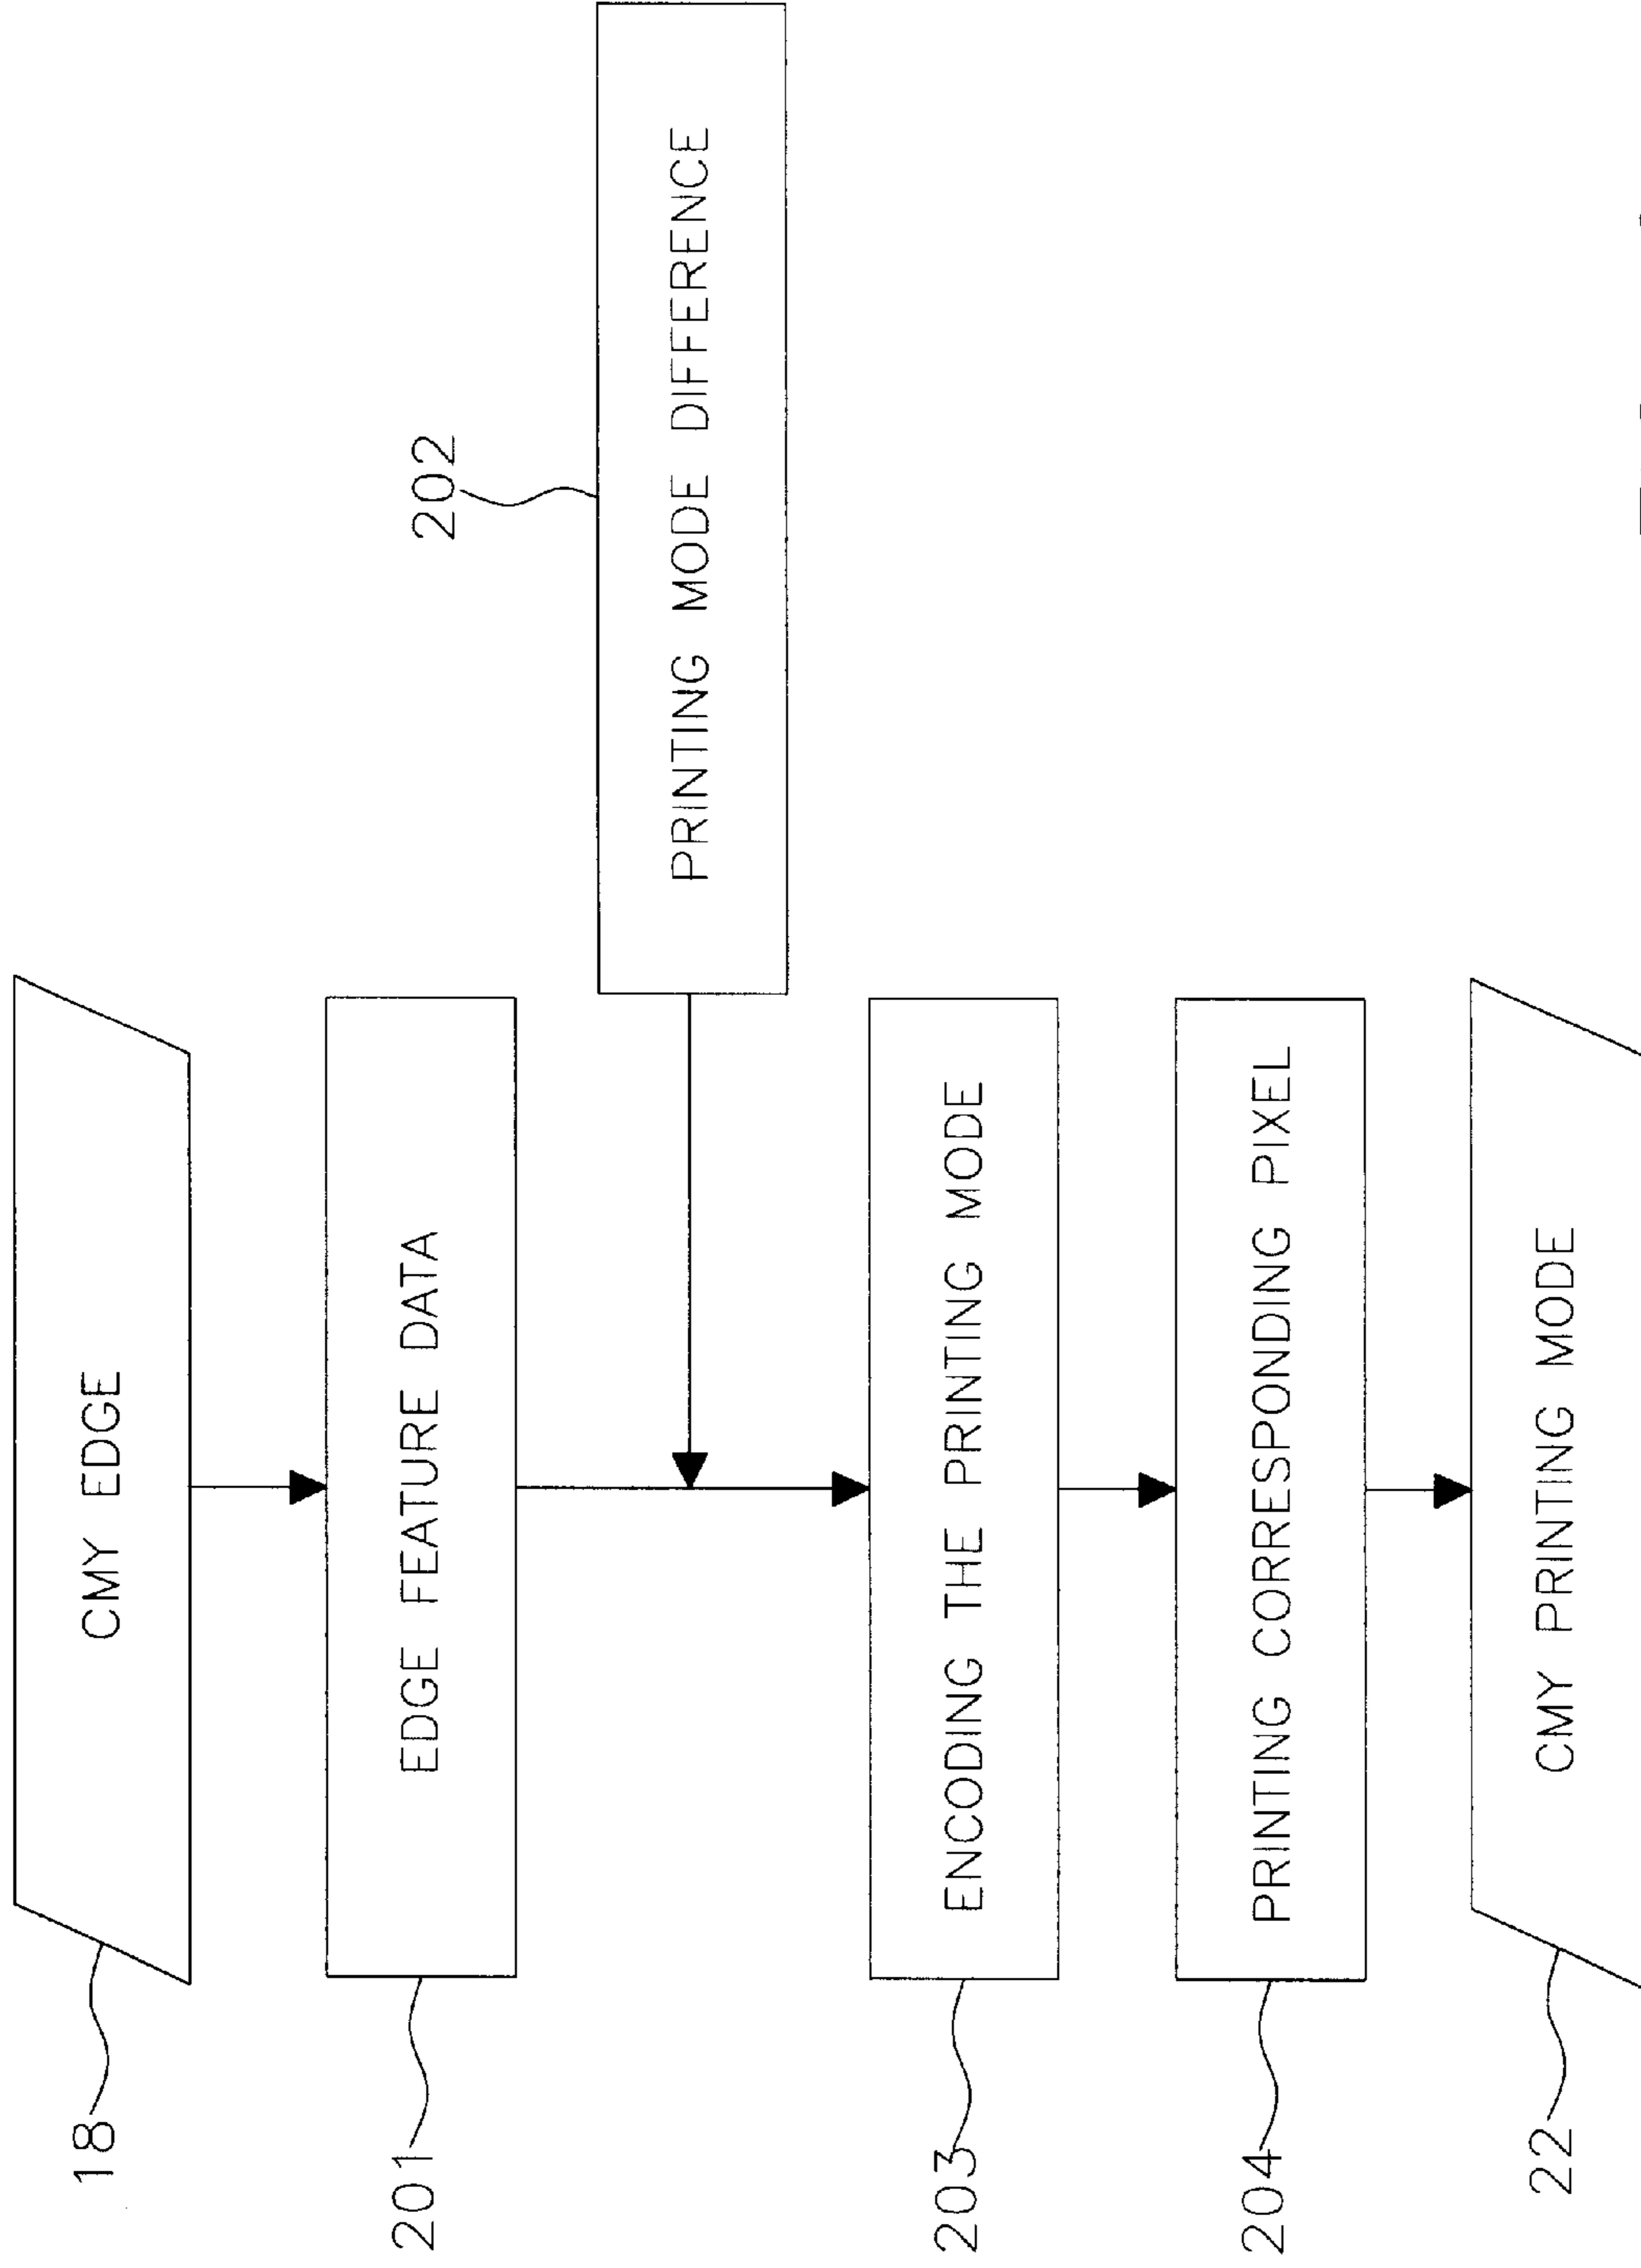 18
CMY EDGE
201
EDGE FEATURE DATA
202
PRINTING MODE DIFFERENCE
203
ENCODING THE PRINTING MODE
204
PRINTING CORRESPONDING PIXEL
22
CMY PRINTING MODE